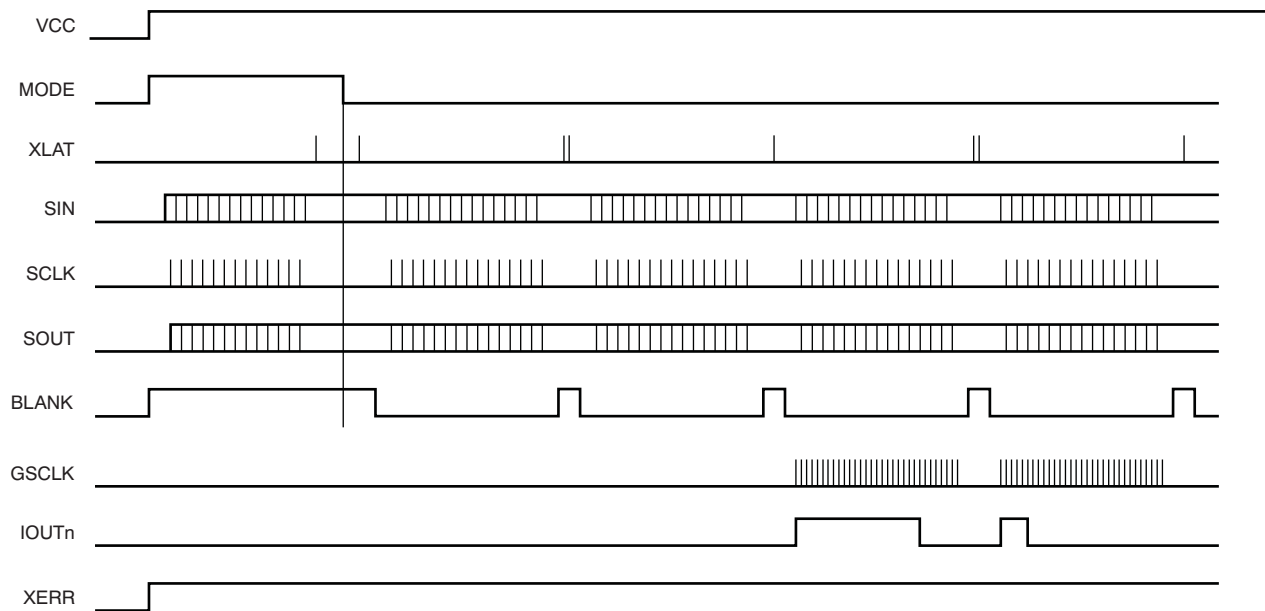 VCC
MODE
XLAT
SIN
SCLK
SOUT
BLANK
GSCLK
IOUTn
XERR